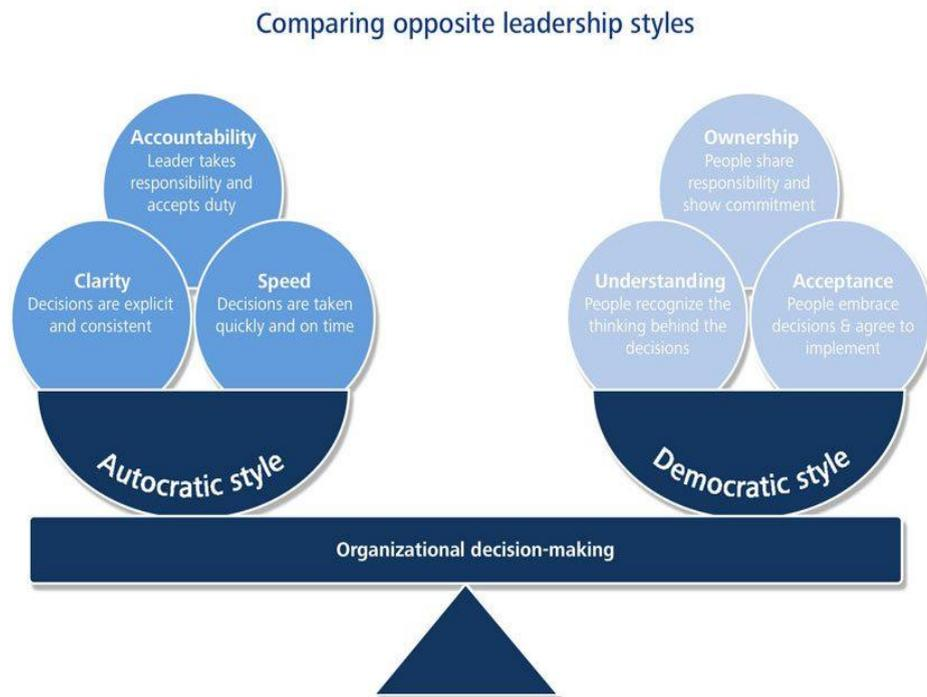 Comparing opposite leadership styles
Accountability
Leader takes
responsibility and
accepts duty
Clarity
Decisions are explicit
and consistent
Speed
Decisions are taken
quickly and on time
Autocratic style
Ownership
People share
responsibility and
show commitment
Understanding
People recognize the
thinking behind the
decisions
Acceptance
People embrace
decisions & agree to
implement
Democratic style
Organizational decision-making